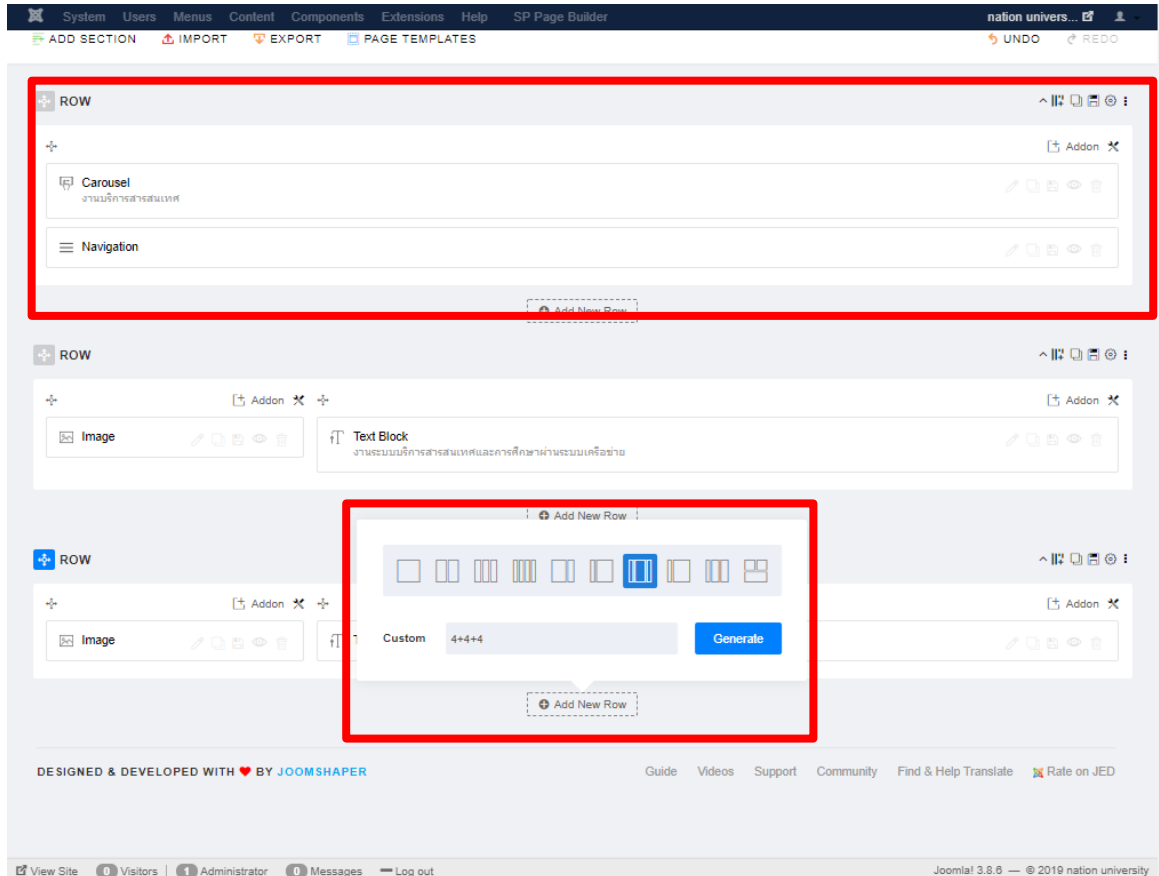 System Users Menus Content Components Extensions Help SP Page Builder nation univers...
ADD SECTION IMPORT EXPORT PAGE TEMPLATES UNDO REDO
ROW
Addon
Carousel
งานบริการสารสนเทศ
Navigation
Add New Row
ROW
Addon Addon
Image Text Block
งานระบบบริการสารสนเทศและการศึกษาผ่านระบบเครือข่าย
Add New Row
ROW
Addon Addon
Image
Custom 4+4+4 Generate
Add New Row
DESIGNED & DEVELOPED WITH ❤ BY JOOMSHAPER Guide Videos Support Community Find & Help Translate Rate on JED
View Site 0 Visitors 1 Administrator 0 Messages Log out Joomla! 3.8.6 — © 2019 nation university